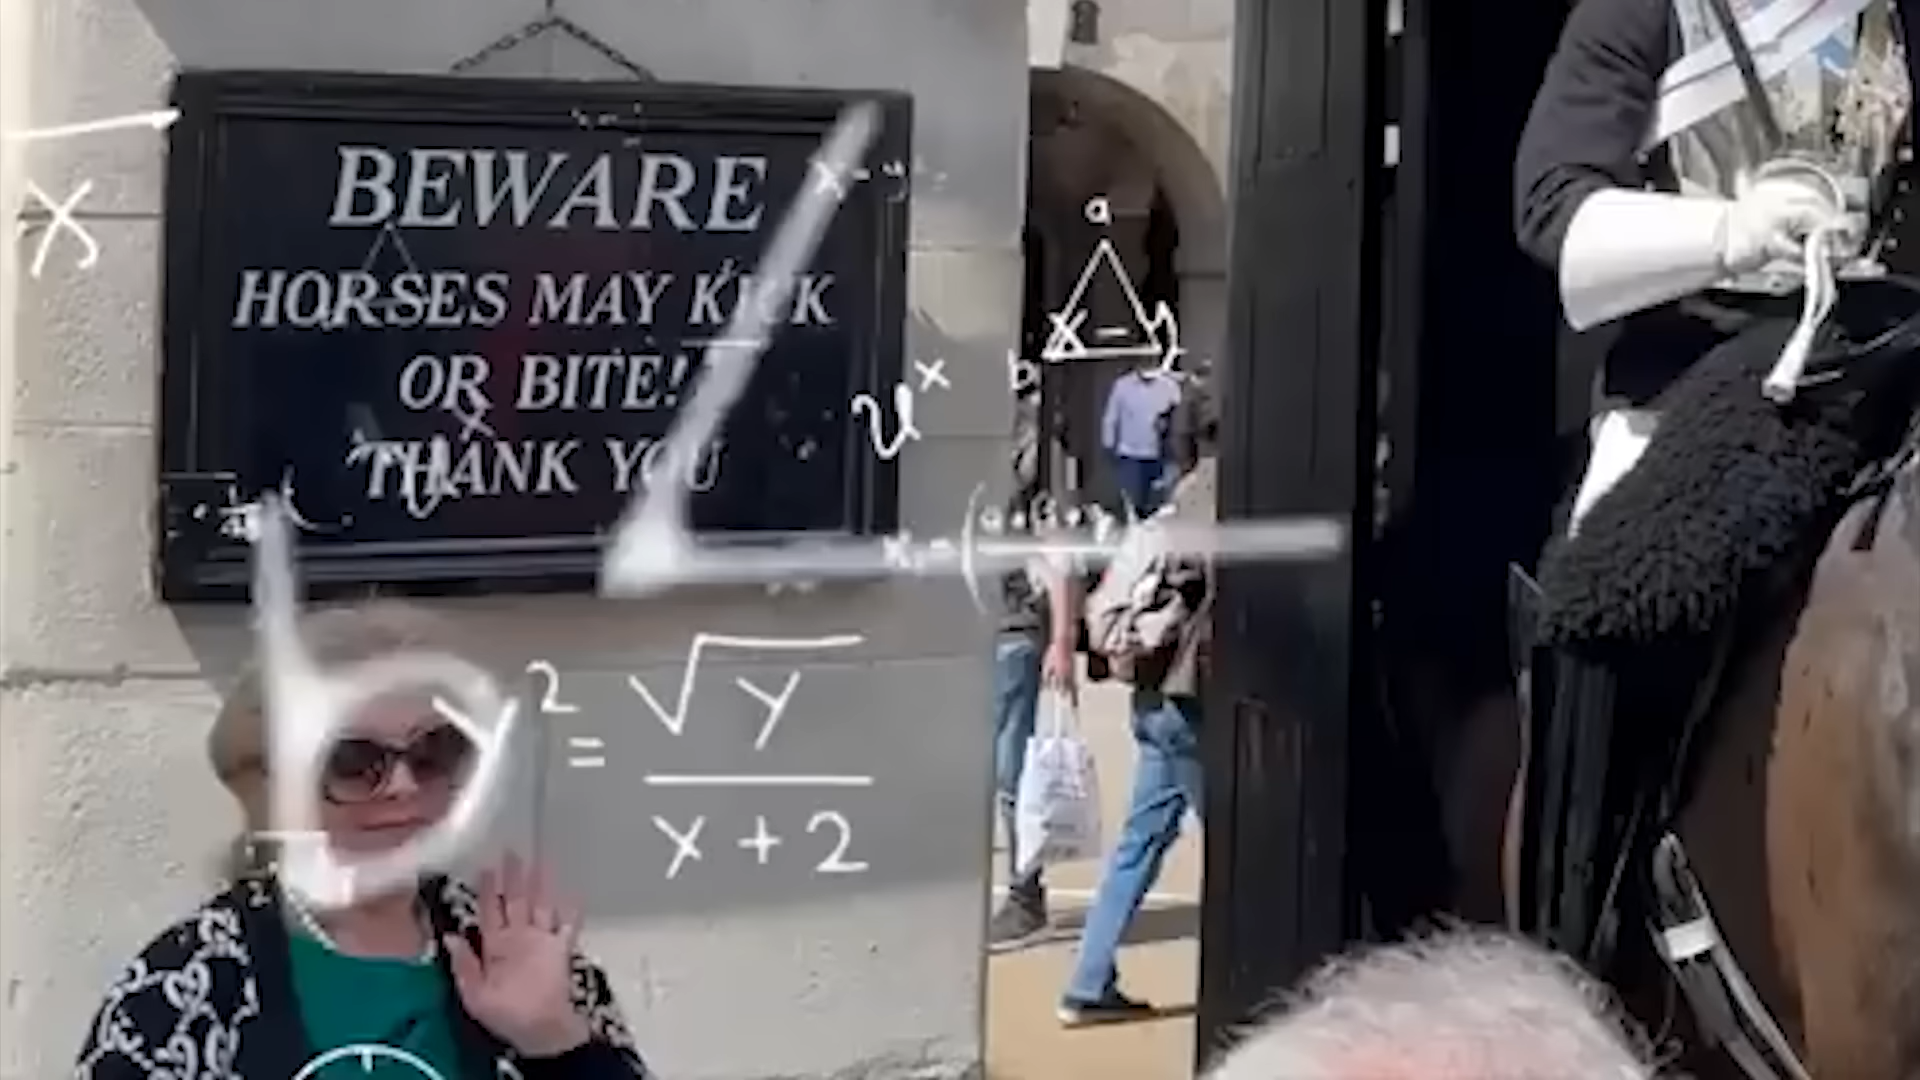 BEWARE
HORSES MAY KICK
OR BITE!
THANK YOU
x - y
X
a
x - y
b
y^x
y² = √y / x + 2
b